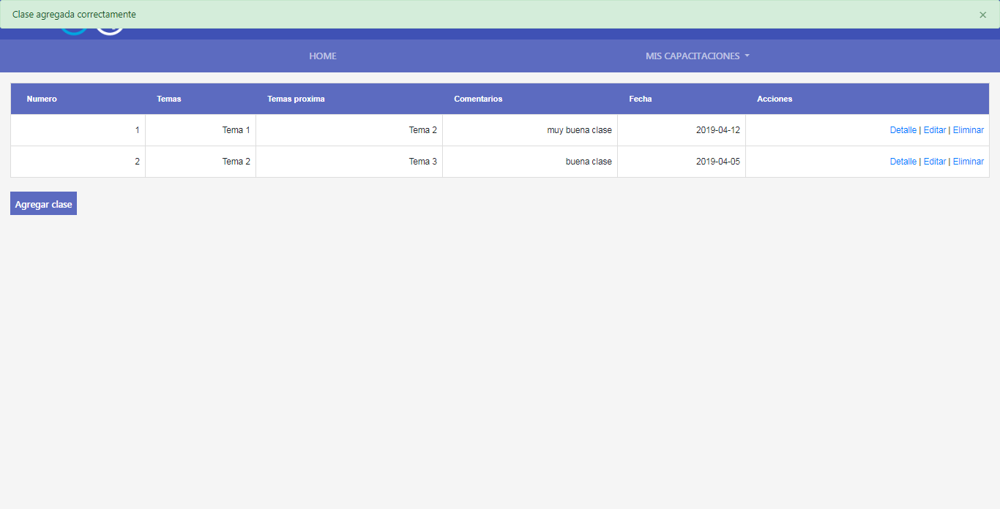 Clase agregada correctamente ×
HOME MIS CAPACITACIONES
Numero Temas Temas proxima Comentarios Fecha Acciones
1 Tema 1 Tema 2 muy buena clase 2019-04-12 Detalle | Editar | Eliminar
2 Tema 2 Tema 3 buena clase 2019-04-05 Detalle | Editar | Eliminar
Agregar clase